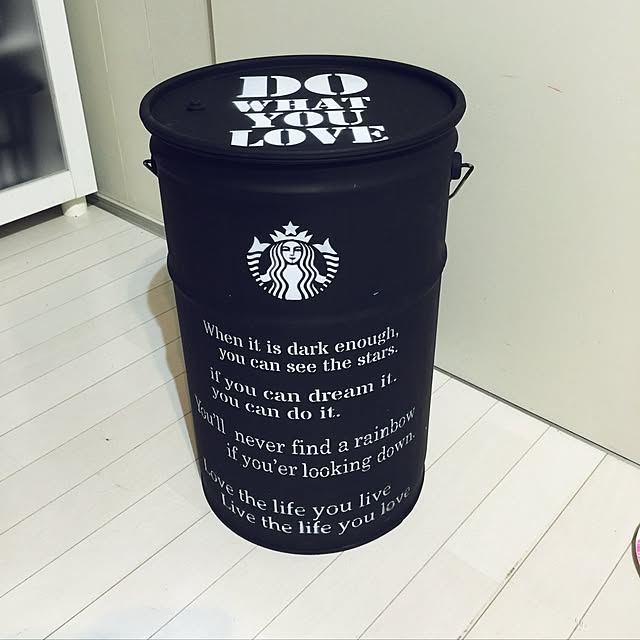 DO
WHAT
YOU
LOVE
When it is dark enough,
you can see the stars.
if you can dream it.
you can do it.
You'll never find a rainbow
if you'er looking down.
Love the life you live
Live the life you love